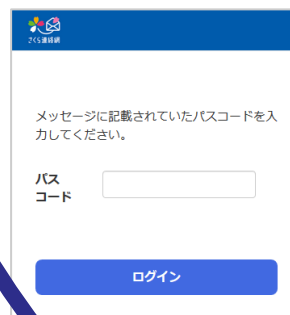 さくら連絡網
メッセージに記載されていたパスコードを入
力してください。
パス
コード
ログイン